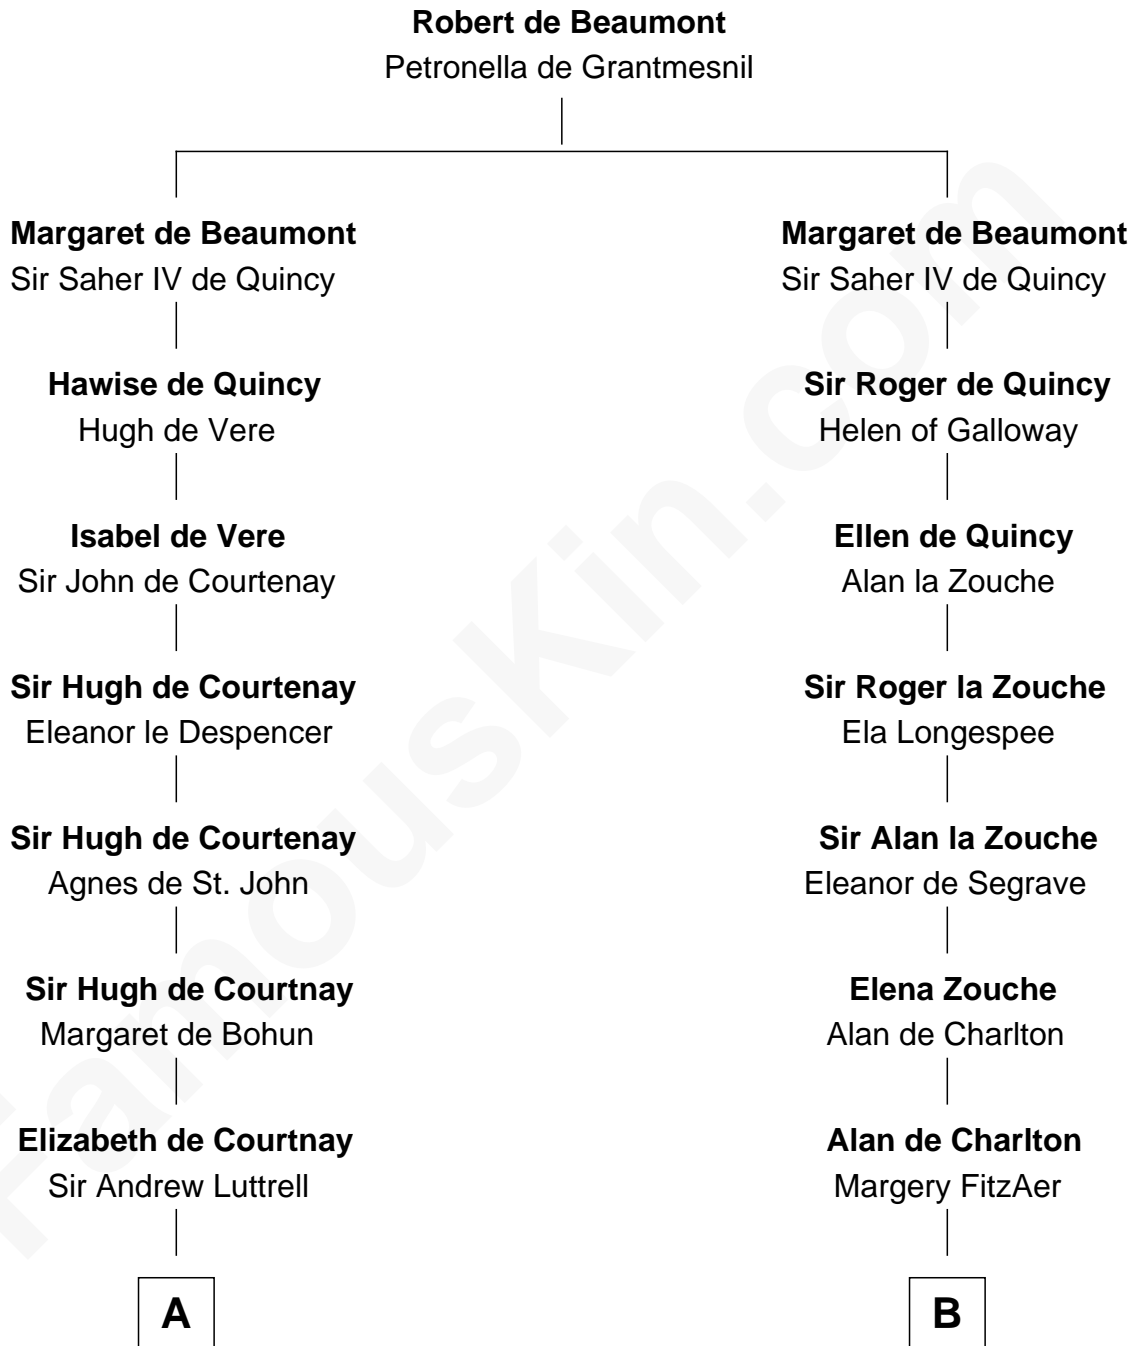 Robert de Beaumont
Petronella de Grantmesnil
Margaret de Beaumont
Sir Saher IV de Quincy
Margaret de Beaumont
Sir Saher IV de Quincy
Hawise de Quincy
Hugh de Vere
Sir Roger de Quincy
Helen of Galloway
Isabel de Vere
Sir John de Courtenay
Ellen de Quincy
Alan la Zouche
Sir Hugh de Courtenay
Eleanor le Despencer
Sir Roger la Zouche
Ela Longespee
Sir Hugh de Courtenay
Agnes de St. John
Sir Alan la Zouche
Eleanor de Segrave
Sir Hugh de Courtnay
Margaret de Bohun
Elena Zouche
Alan de Charlton
Elizabeth de Courtnay
Sir Andrew Luttrell
Alan de Charlton
Margery FitzAer
A
B
FamousKin.com